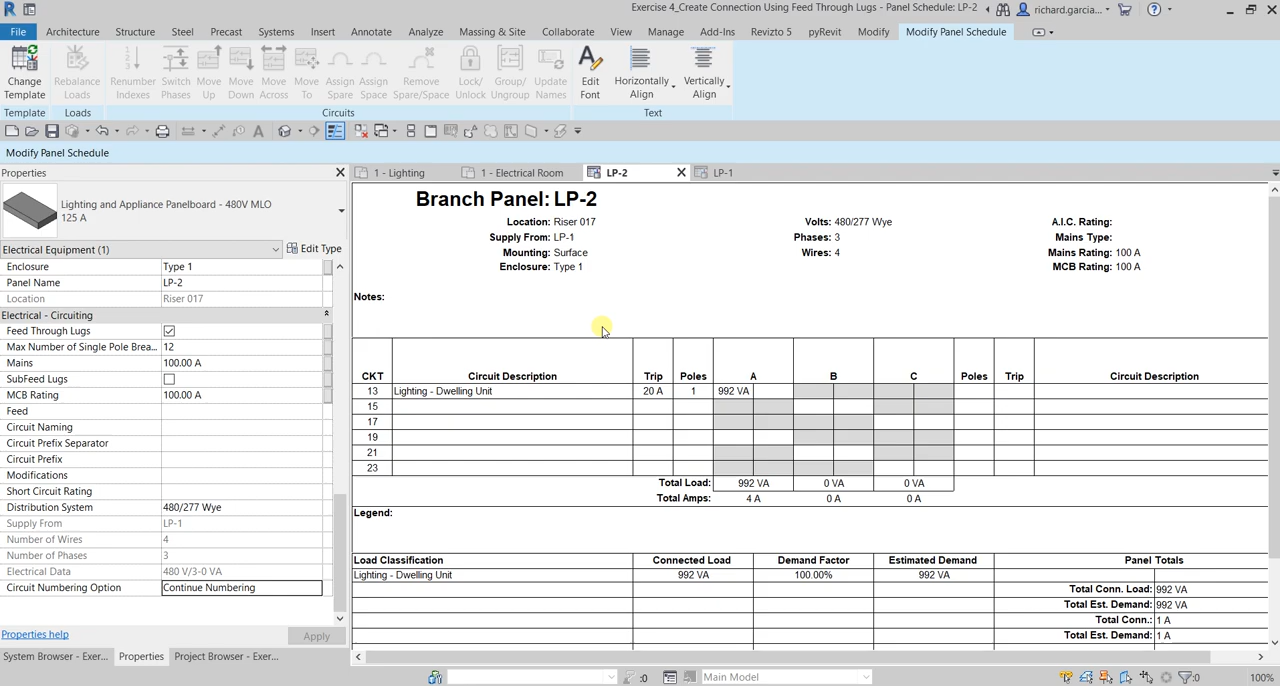 Exercise 4_Create Connection Using Feed Through Lugs - Panel Schedule: LP-2
richard.garcia...
File Architecture Structure Steel Precast Systems Insert Annotate Analyze Massing & Site Collaborate View Manage Add-Ins Revizto 5 pyRevit Modify Modify Panel Schedule
Change Template
Rebalance Loads
Renumber Indexes
Switch Phases
Move Up
Move Down
Move Across
Move To
Assign Spare
Assign Space
Remove Spare/Space
Lock/ Unlock
Group/ Ungroup
Update Names
Edit Font
Horizontally Align
Vertically Align
Template Loads Circuits Text
Modify Panel Schedule
Properties
1 - Lighting 1 - Electrical Room LP-2 LP-1
Lighting and Appliance Panelboard - 480V MLO
125 A
Electrical Equipment (1) Edit Type
Enclosure Type 1
Panel Name LP-2
Location Riser 017
Electrical - Circuiting
Feed Through Lugs
Max Number of Single Pole Brea... 12
Mains 100.00 A
SubFeed Lugs
MCB Rating 100.00 A
Feed
Circuit Naming
Circuit Prefix Separator
Circuit Prefix
Modifications
Short Circuit Rating
Distribution System 480/277 Wye
Supply From LP-1
Number of Wires 4
Number of Phases 3
Electrical Data 480 V/3-0 VA
Circuit Numbering Option Continue Numbering
Properties help Apply
System Browser - Exer... Properties Project Browser - Exer...
Branch Panel: LP-2
Location: Riser 017 Volts: 480/277 Wye A.I.C. Rating:
Supply From: LP-1 Phases: 3 Mains Type:
Mounting: Surface Wires: 4 Mains Rating: 100 A
Enclosure: Type 1 MCB Rating: 100 A
Notes:
CKT Circuit Description Trip Poles A B C Poles Trip Circuit Description
13 Lighting - Dwelling Unit 20 A 1 992 VA
15
17
19
21
23
Total Load: 992 VA 0 VA 0 VA
Total Amps: 4 A 0 A 0 A
Legend:
Load Classification Connected Load Demand Factor Estimated Demand Panel Totals
Lighting - Dwelling Unit 992 VA 100.00% 992 VA
Total Conn. Load: 992 VA
Total Est. Demand: 992 VA
Total Conn.: 1 A
Total Est. Demand: 1 A
:0 Main Model :0 100%